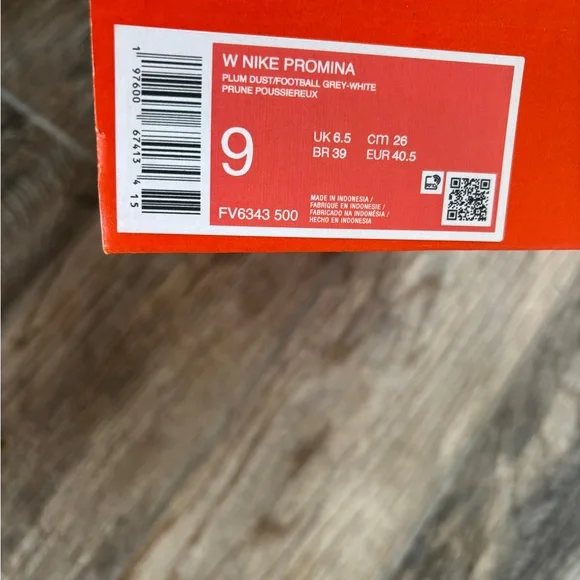 W NIKE PROMINA
PLUM DUST/FOOTBALL GREY-WHITE
PRUNE POUSSIEREUX
9
UK 6.5 cm 26
BR 39 EUR 40.5
FV6343 500
MADE IN INDONESIA /
FABRIQUE EN INDONESIE /
FABRICADO NA INDONÉSIA /
HECHO EN INDONESIA
1 97600 67413 4 15